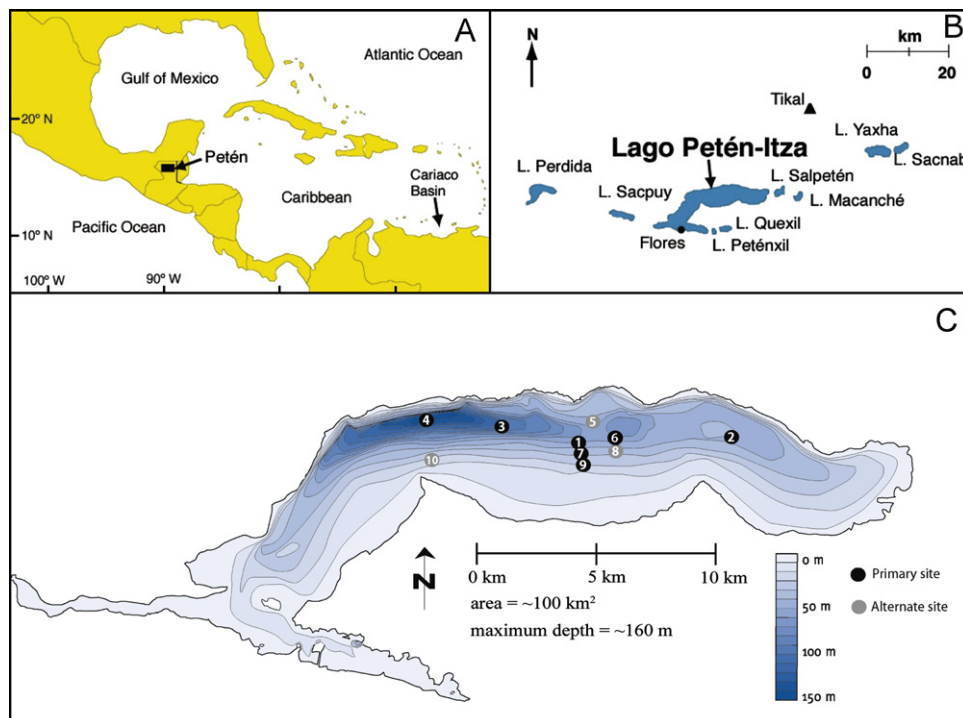 A
Atlantic Ocean
Gulf of Mexico
20° N
Petén
Caribbean
Cariaco
Basin
Pacific Ocean
10° N
100° W
90° W
B
N
km
0
20
Tikal
L. Yaxha
L. Sacnab
Lago Petén-Itza
L. Perdida
L. Salpetén
L. Sacpuy
L. Macanché
L. Quexil
Flores
L. Peténxil
C
4
3
5
1
6
2
7
8
10
9
N
0 km
5 km
10 km
area = ~100 km²
maximum depth = ~160 m
0 m
50 m
100 m
150 m
Primary site
Alternate site